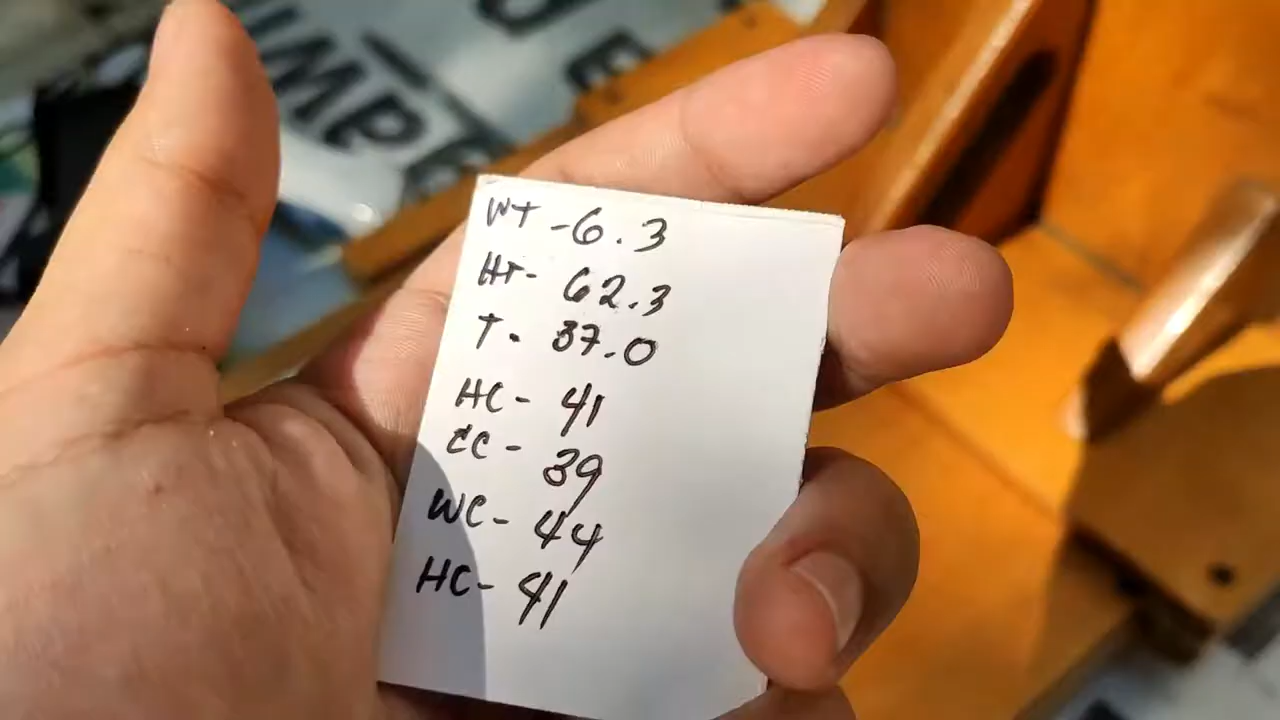 WT - 6.3
HT - 62.3
T - 37.0
HC - 41
CC - 39
WC - 44
HC - 41